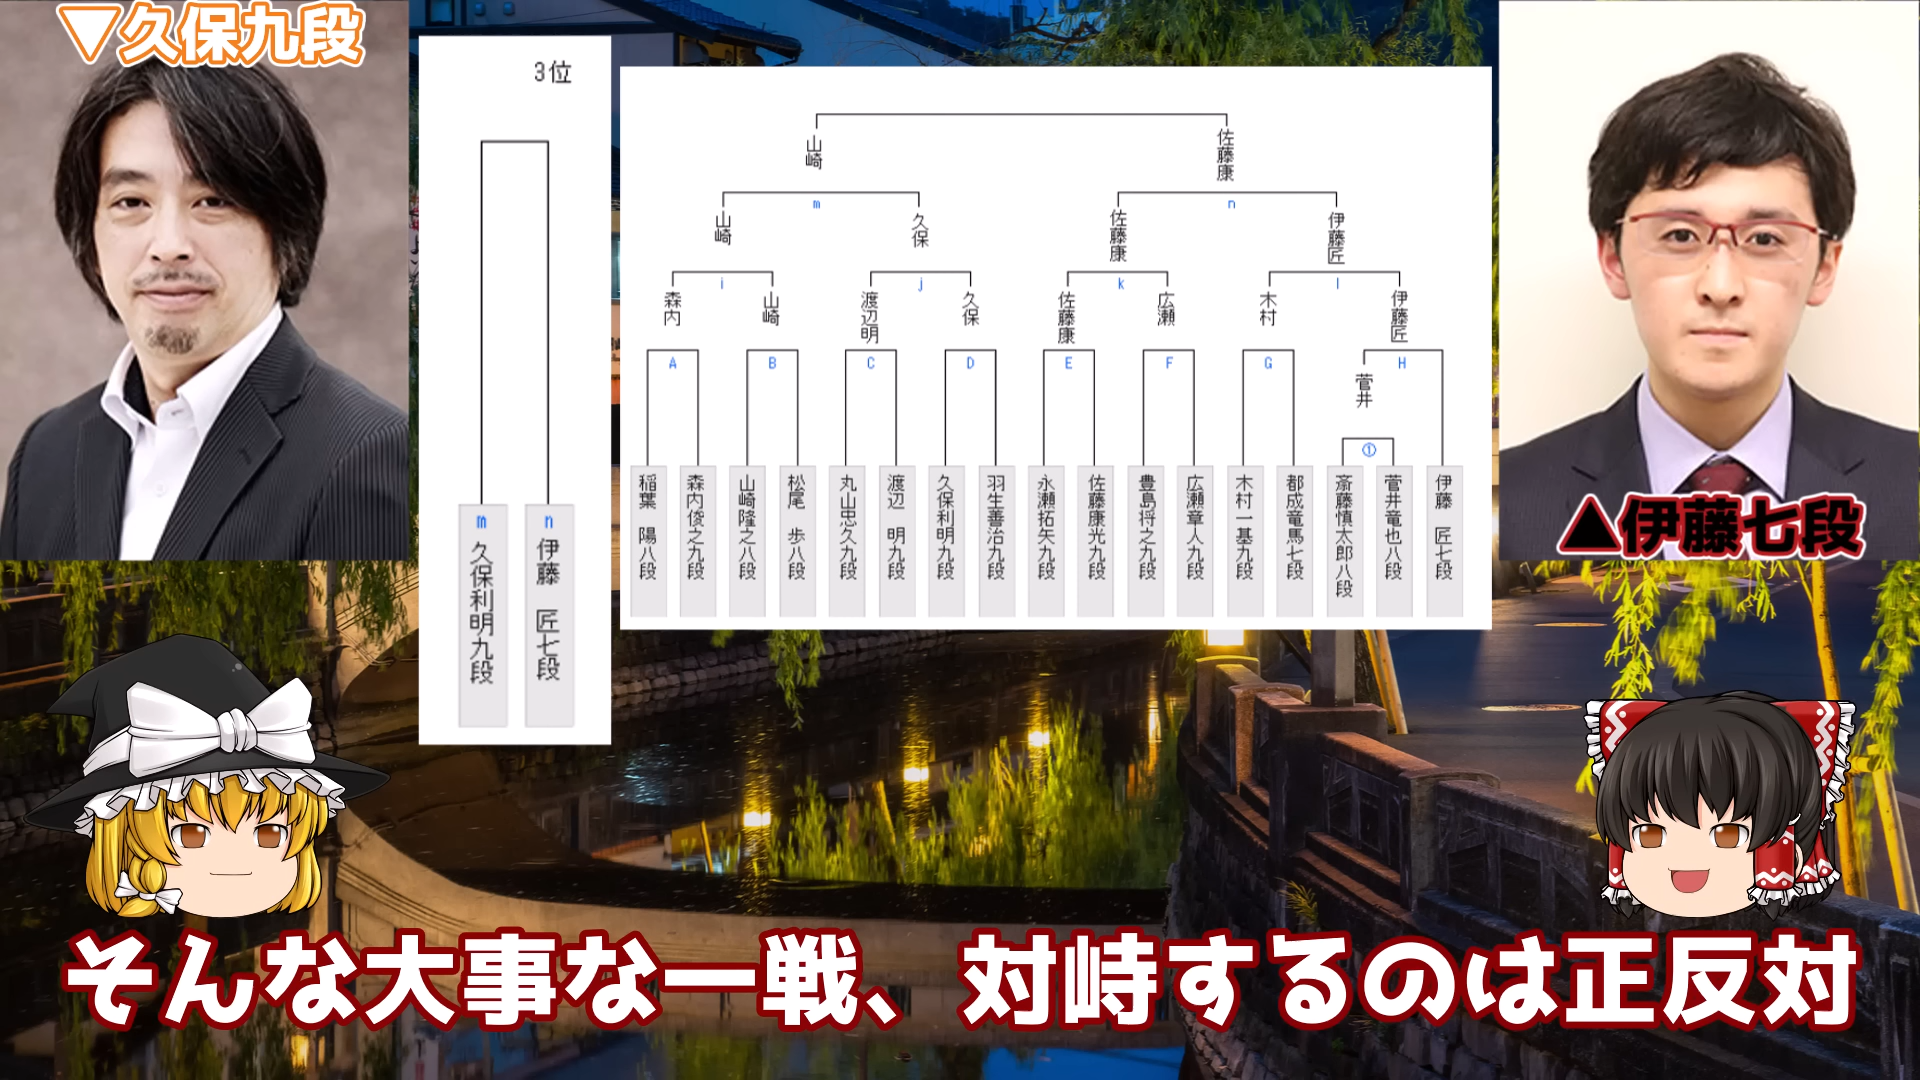 ▽久保九段
3位
m 久保利明九段
n 伊藤 匠七段
山崎
佐藤康
山崎
m
久保
佐藤康
n
伊藤匠
森内
i
山崎
渡辺明
j
久保
佐藤康
k
広瀬
木村
l
伊藤匠
A
B
C
D
E
F
G
H
菅井
①
稲葉 陽八段
森内俊之九段
山崎隆之八段
松尾 歩八段
丸山忠久九段
渡辺 明九段
久保利明九段
羽生善治九段
永瀬拓矢九段
佐藤康光九段
豊島将之九段
広瀬章人九段
木村一基九段
都成竜馬七段
斎藤慎太郎八段
菅井竜也八段
伊藤 匠七段
▲伊藤七段
そんな大事な一戦、対峙するのは正反対